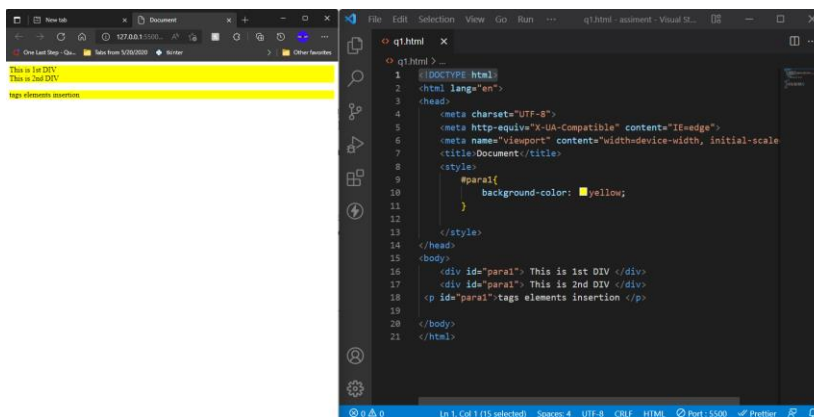 New tab
Document
127.0.0.1:5500...
One Last Step - Qu...
Tabs from 5/20/2020
tkinter
Other favorites
This is 1st DIV
This is 2nd DIV
tags elements insertion
File Edit Selection View Go Run ... q1.html - assiment - Visual St...
q1.html
q1.html > ...
1 <!DOCTYPE html>
2 <html lang="en">
3 <head>
4 <meta charset="UTF-8">
5 <meta http-equiv="X-UA-Compatible" content="IE=edge">
6 <meta name="viewport" content="width=device-width, initial-scale
7 <title>Document</title>
8 <style>
9 #para1{
10 background-color: yellow;
11 }
12
13 </style>
14 </head>
15 <body>
16 <div id="para1"> This is 1st DIV </div>
17 <div id="para1"> This is 2nd DIV </div>
18 <p id="para1">tags elements insertion </p>
19
20 </body>
21 </html>
0 0 Ln 1, Col 1 (15 selected) Spaces: 4 UTF-8 CRLF HTML Port : 5500 Prettier